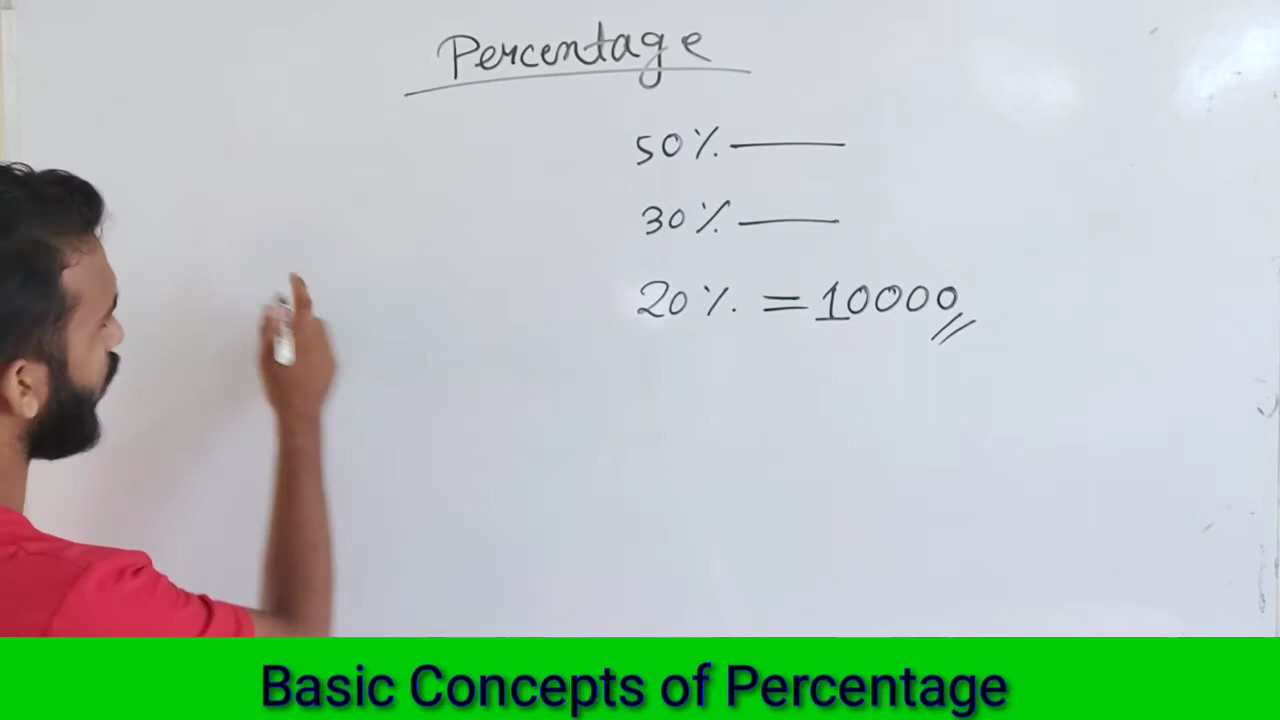 Percentage
50%
30%
20% = 10000
Basic Concepts of Percentage